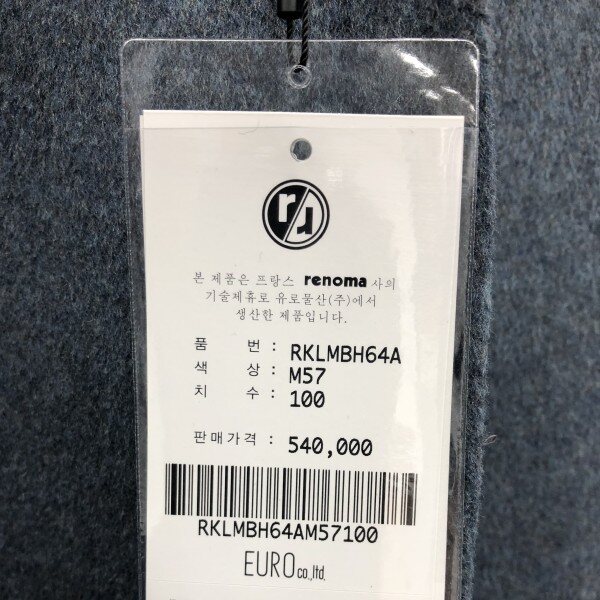 본 제품은 프랑스 renoma 사의
기술제휴로 유로물산(주)에서
생산한 제품입니다.
품 번 : RKLMBH64A
색 상 : M57
치 수 : 100
판매가격 : 540,000
RKLMBH64AM57100
EURO co.,ltd.